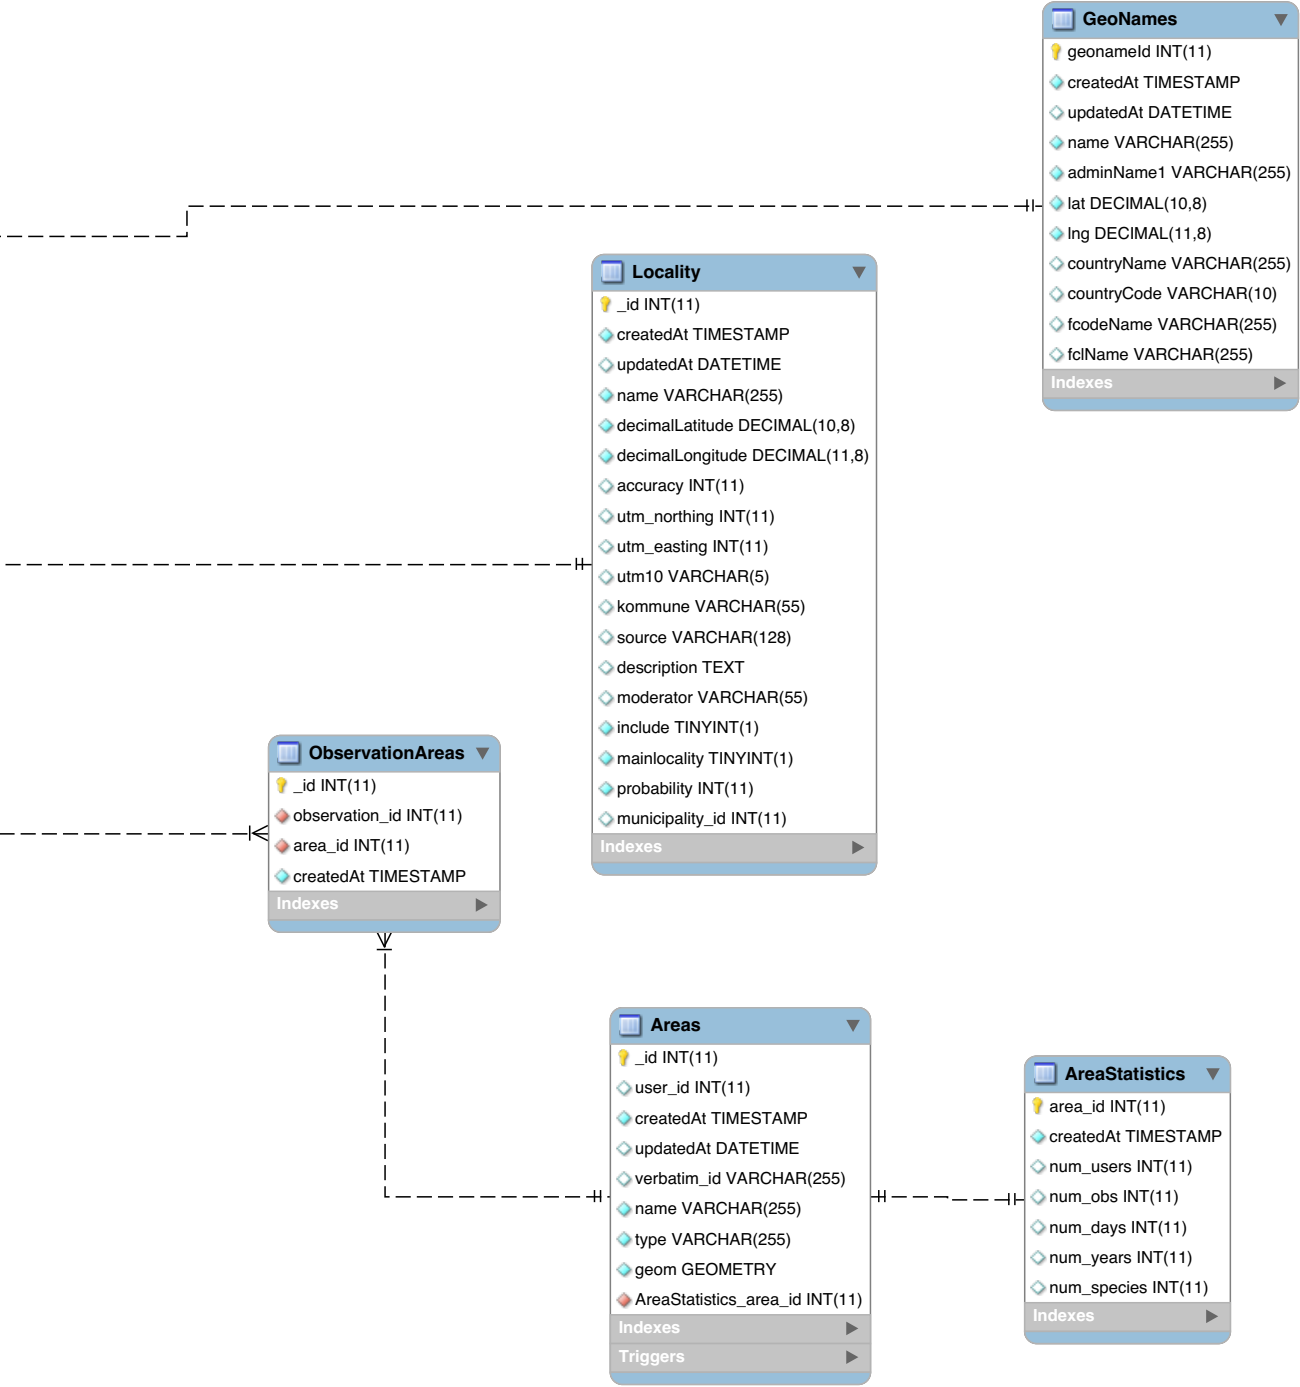 GeoNames
geonameId INT(11)
createdAt TIMESTAMP
updatedAt DATETIME
name VARCHAR(255)
adminName1 VARCHAR(255)
lat DECIMAL(10,8)
lng DECIMAL(11,8)
countryName VARCHAR(255)
countryCode VARCHAR(10)
fcodeName VARCHAR(255)
fclName VARCHAR(255)
Indexes
Locality
_id INT(11)
createdAt TIMESTAMP
updatedAt DATETIME
name VARCHAR(255)
decimalLatitude DECIMAL(10,8)
decimalLongitude DECIMAL(11,8)
accuracy INT(11)
utm_northing INT(11)
utm_easting INT(11)
utm10 VARCHAR(5)
kommune VARCHAR(55)
source VARCHAR(128)
description TEXT
moderator VARCHAR(55)
include TINYINT(1)
mainlocality TINYINT(1)
probability INT(11)
municipality_id INT(11)
Indexes
ObservationAreas
_id INT(11)
observation_id INT(11)
area_id INT(11)
createdAt TIMESTAMP
Indexes
Areas
_id INT(11)
user_id INT(11)
createdAt TIMESTAMP
updatedAt DATETIME
verbatim_id VARCHAR(255)
name VARCHAR(255)
type VARCHAR(255)
geom GEOMETRY
AreaStatistics_area_id INT(11)
Indexes
Triggers
AreaStatistics
area_id INT(11)
createdAt TIMESTAMP
num_users INT(11)
num_obs INT(11)
num_days INT(11)
num_years INT(11)
num_species INT(11)
Indexes